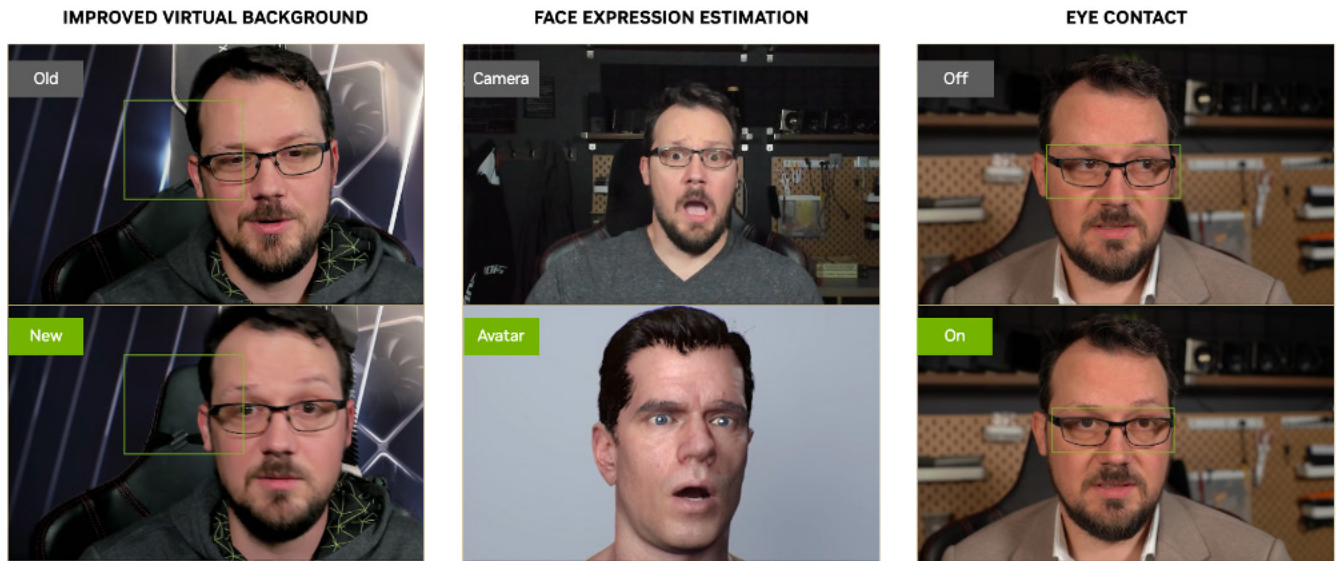 IMPROVED VIRTUAL BACKGROUND
FACE EXPRESSION ESTIMATION
EYE CONTACT
Old
Camera
Off
New
Avatar
On